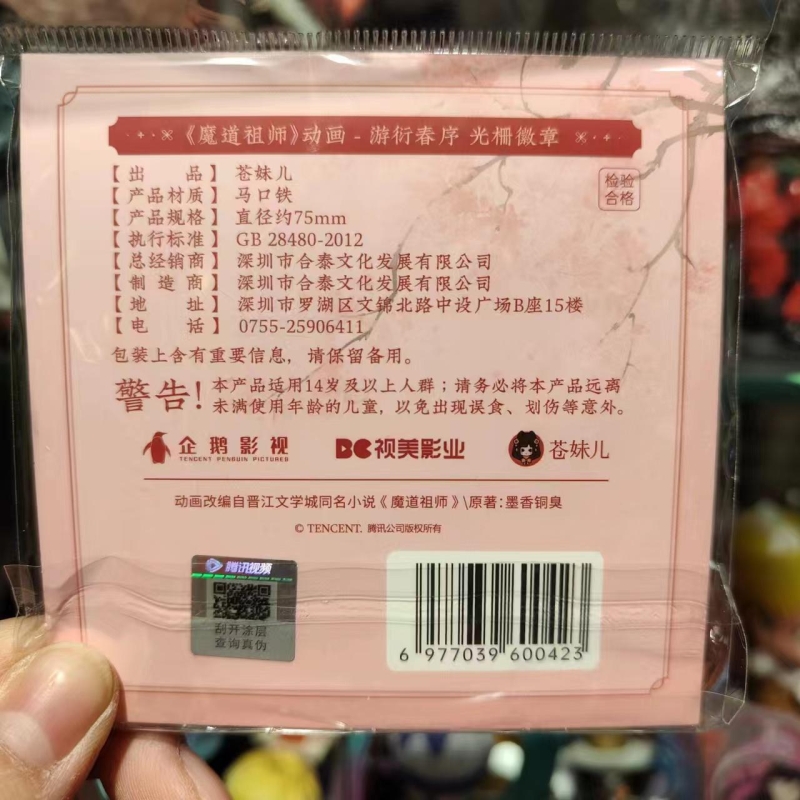 《魔道祖师》动画 - 游衍春序 光栅徽章
检验
合格
【出品】 苍妹儿
【产品材质】 马口铁
【产品规格】 直径约75mm
【执行标准】 GB 28480-2012
【总经销商】 深圳市合泰文化发展有限公司
【制造商】 深圳市合泰文化发展有限公司
【地址】 深圳市罗湖区文锦北路中设广场B座15楼
【电话】 0755-25906411
包装上含有重要信息，请保留备用。
警告! 本产品适用14岁及以上人群；请务必将本产品远离
未满使用年龄的儿童，以免出现误食、划伤等意外。
企鹅影视
TENCENT PENGUIN PICTURES
视美影业
苍妹儿
动画改编自晋江文学城同名小说《魔道祖师》\原著：墨香铜臭
© TENCENT. 腾讯公司版权所有
腾讯视频
刮开涂层
查询真伪
6 977039 600423